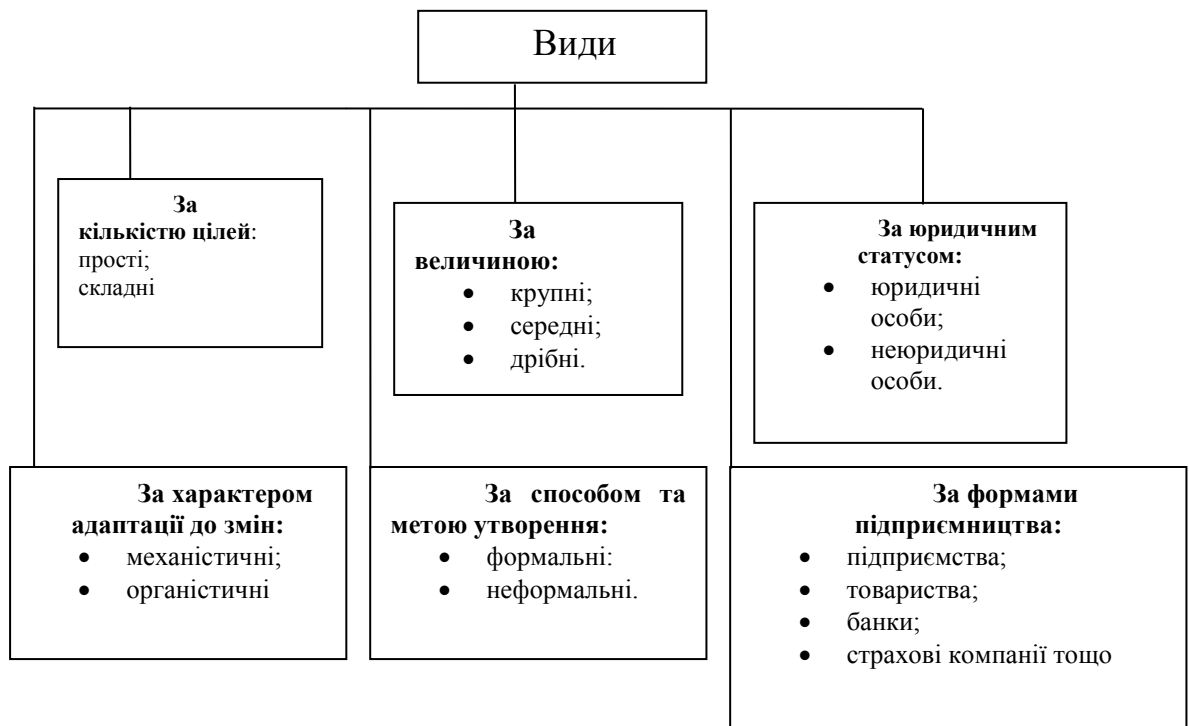 Види
За
кількістю цілей:
прості;
складні
За
величиною:
• крупні;
• середні;
• дрібні.
За юридичним
статусом:
• юридичні
особи;
• неюридичні
особи.
За характером
адаптації до змін:
• механістичні;
• органістичні
За способом та
метою утворення:
• формальні:
• неформальні.
За формами
підприємництва:
• підприємства;
• товариства;
• банки;
• страхові компанії тощо